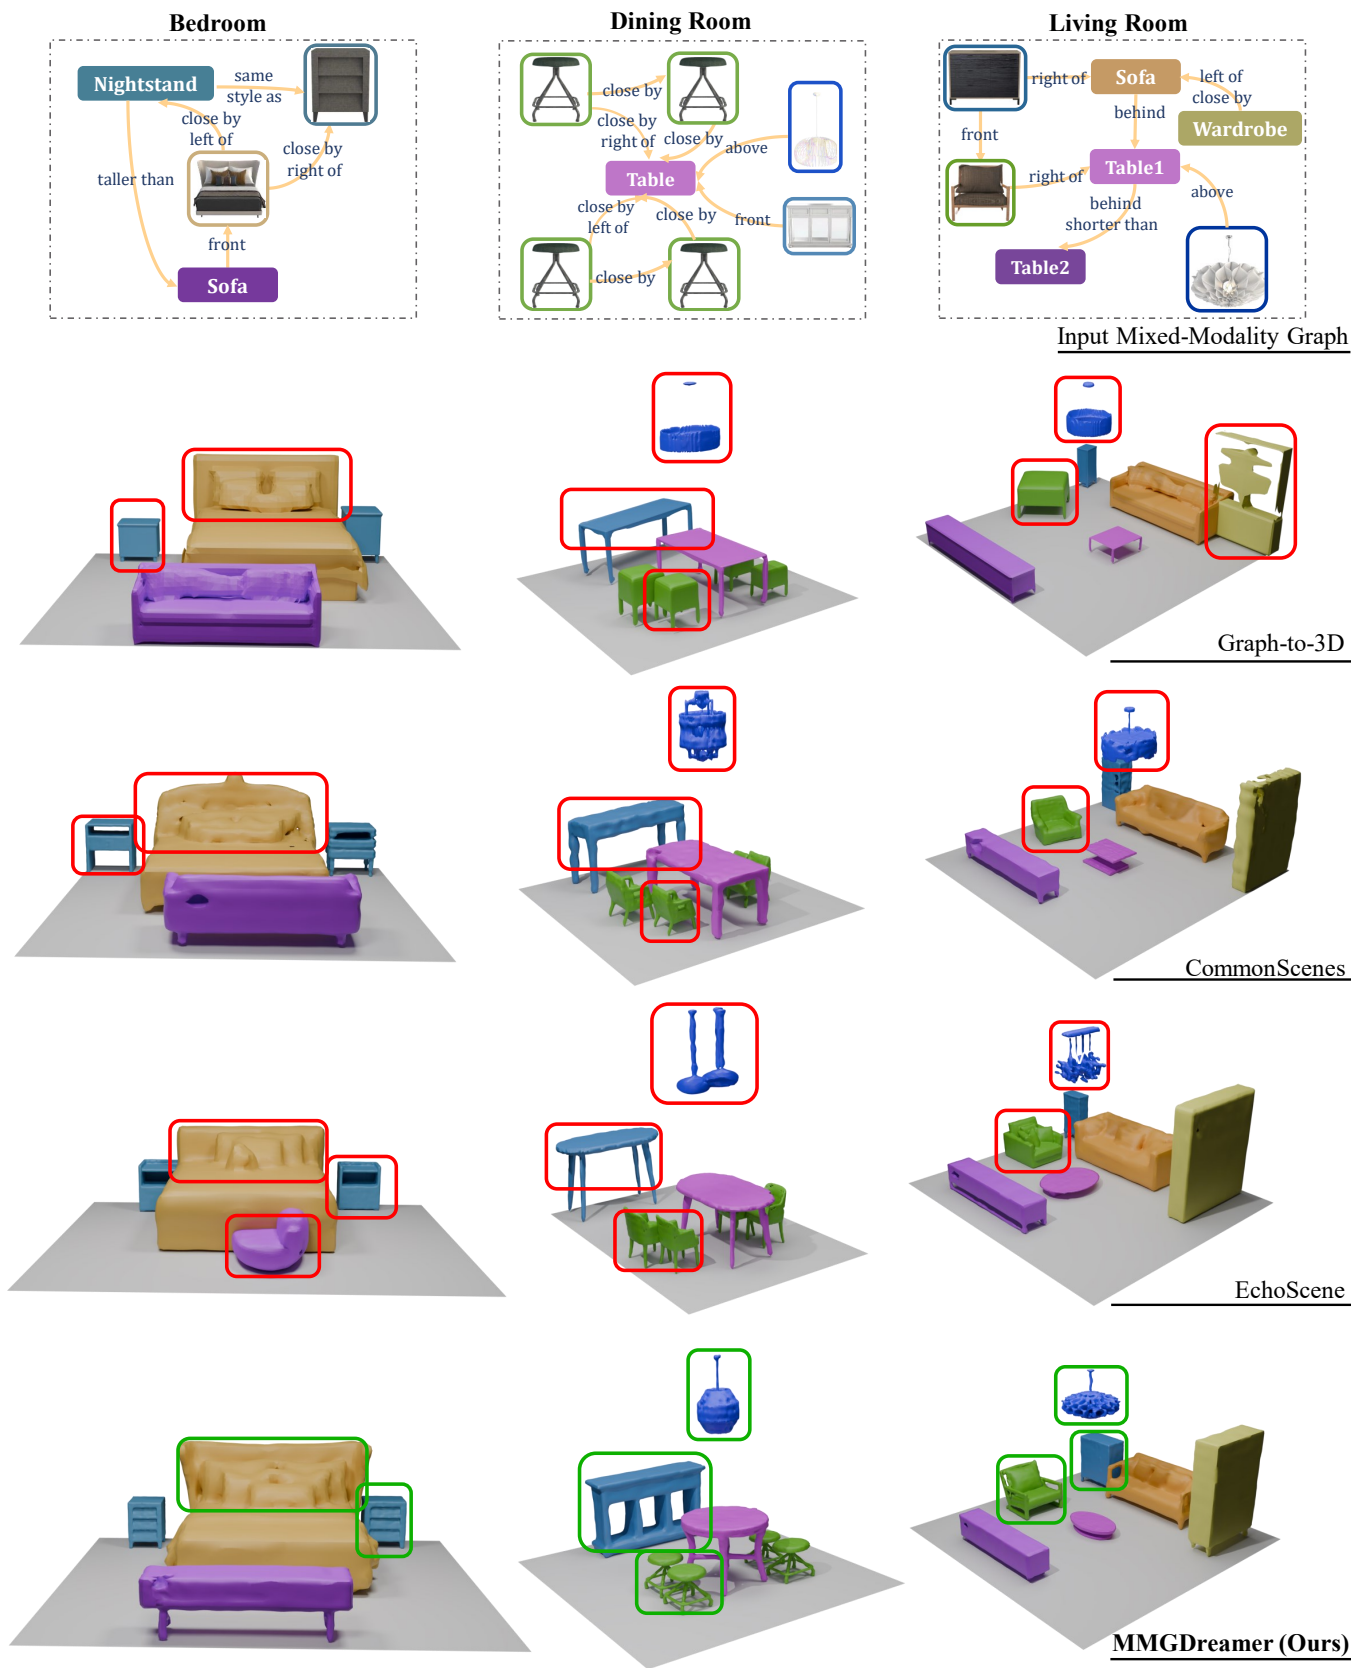 Bedroom
Dining Room
Living Room
Nightstand
same
style as
close by
left of
close by
right of
taller than
front
Sofa
close by
close by
right of
close by
above
Table
close by
left of
close by
front
close by
right of
Sofa
left of
close by
behind
Wardrobe
front
Table1
right of
behind
shorter than
above
Table2
Input Mixed-Modality Graph
Graph-to-3D
CommonScenes
EchoScene
MMGDreamer (Ours)